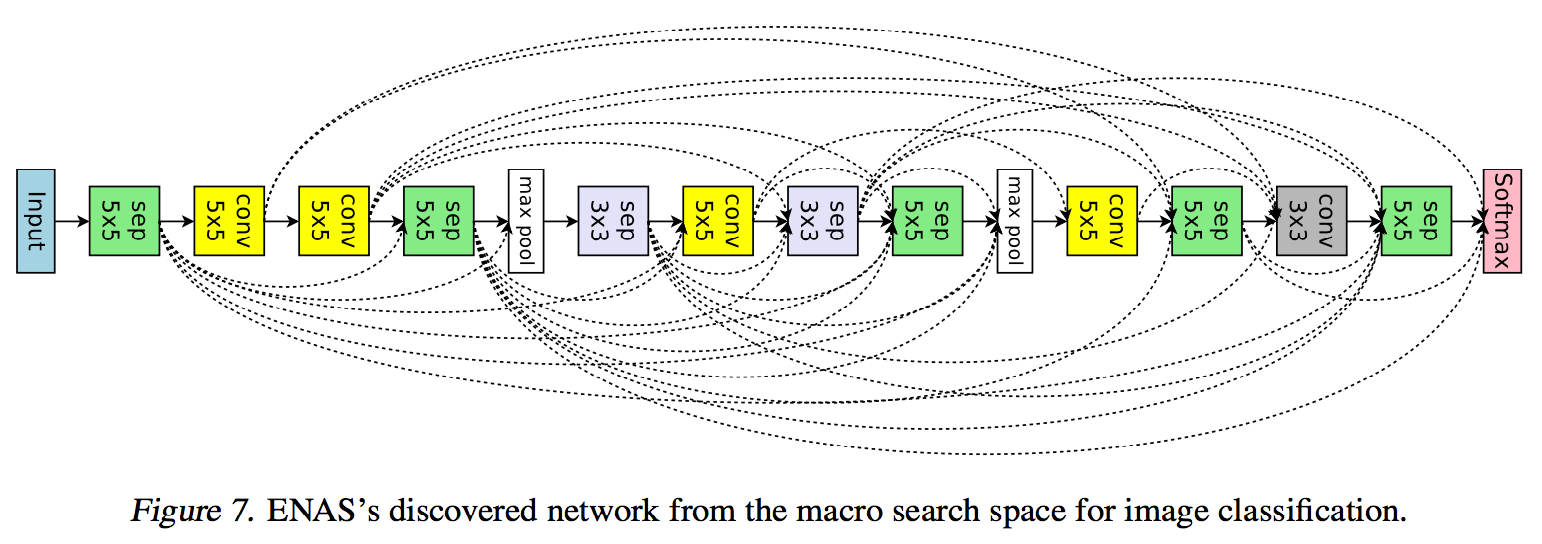 Input
sep
5x5
conv
5x5
conv
5x5
sep
5x5
max pool
sep
3x3
conv
5x5
sep
3x3
sep
5x5
max pool
conv
5x5
sep
5x5
conv
3x3
sep
5x5
Softmax
Figure 7. ENAS's discovered network from the macro search space for image classification.